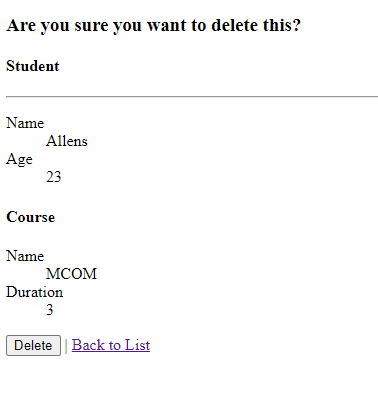 Are you sure you want to delete this?
Student
Name
Allens
Age
23
Course
Name
MCOM
Duration
3
Delete | Back to List